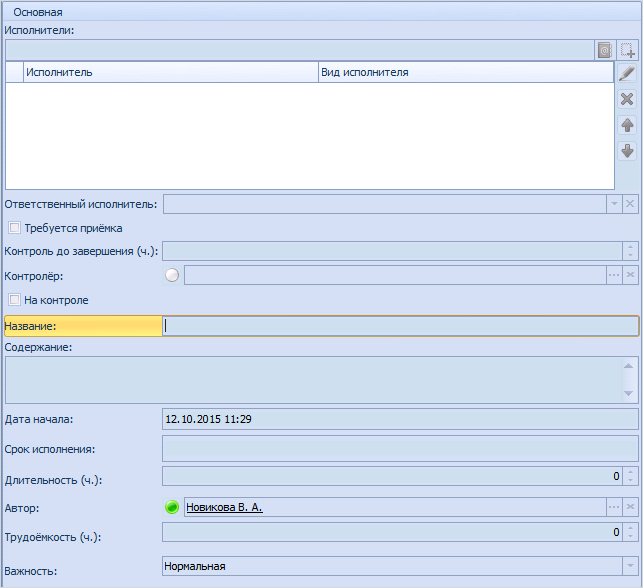 Основная
Исполнители:
Исполнитель Вид исполнителя
Ответственный исполнитель:
Требуется приёмка
Контроль до завершения (ч.):
Контролёр:
На контроле
Название:
Содержание:
Дата начала: 12.10.2015 11:29
Срок исполнения:
Длительность (ч.): 0
Автор: Новикова В. А.
Трудоёмкость (ч.): 0
Важность: Нормальная